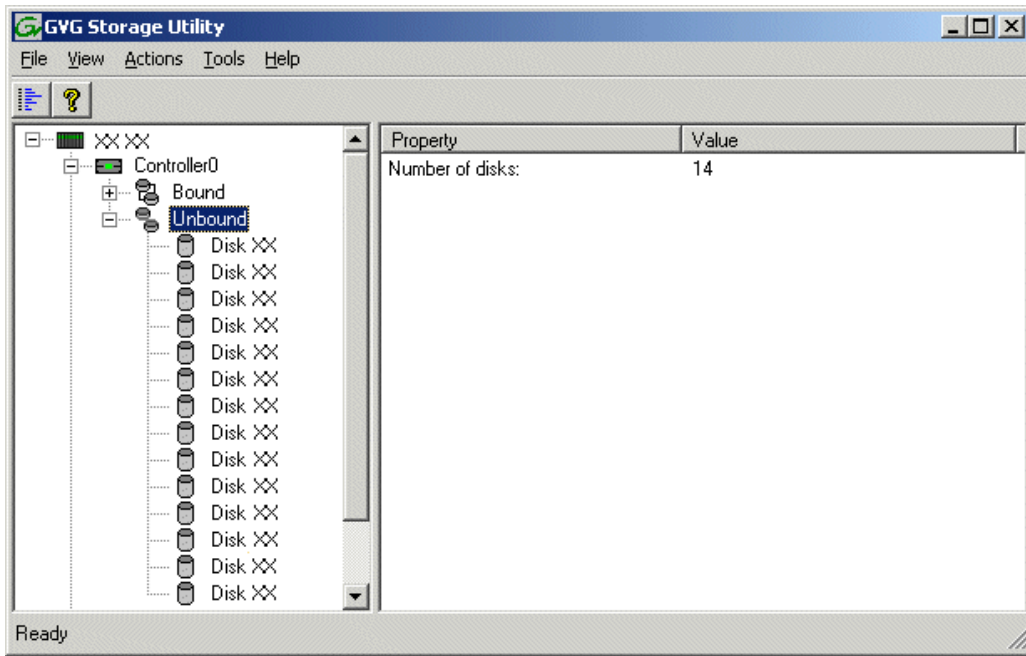 GVG Storage Utility
File View Actions Tools Help
XX XX
Controller0
Bound
Unbound
Disk XX
Disk XX
Disk XX
Disk XX
Disk XX
Disk XX
Disk XX
Disk XX
Disk XX
Disk XX
Disk XX
Disk XX
Disk XX
Disk XX
Property Value
Number of disks: 14
Ready